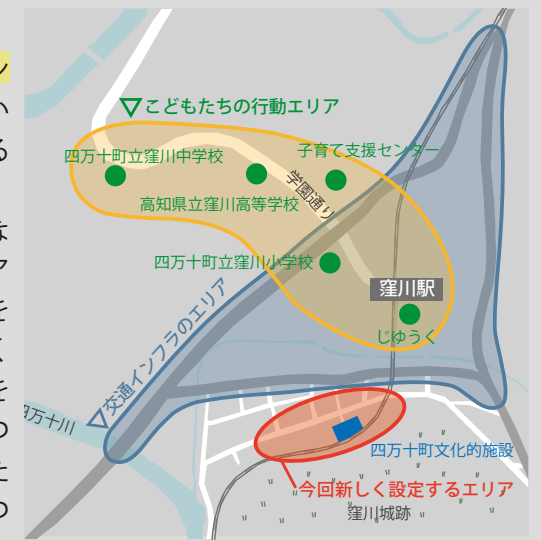 こどもたちの行動エリア
四万十町立窪川中学校
子育て支援センター
高知県立窪川高等学校
学園通り
四万十町立窪川小学校
窪川駅
じゆうく
交通インフラのエリア
四万十川
四万十町文化的施設
今回新しく設定するエリア
窪川城跡